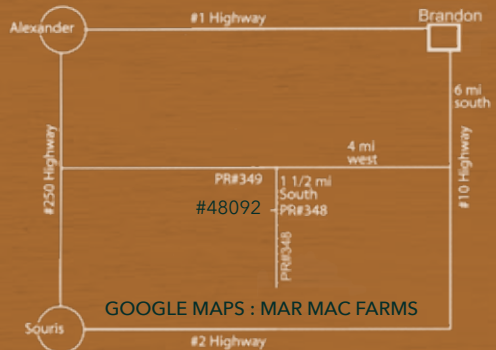 #1 Highway
Brandon
Alexander
6 mi
south
#250 Highway
#10 Highway
4 mi
west
PR#349
1 1/2 mi
South
#48092
PR#348
PR#348
GOOGLE MAPS : MAR MAC FARMS
Souris
#2 Highway